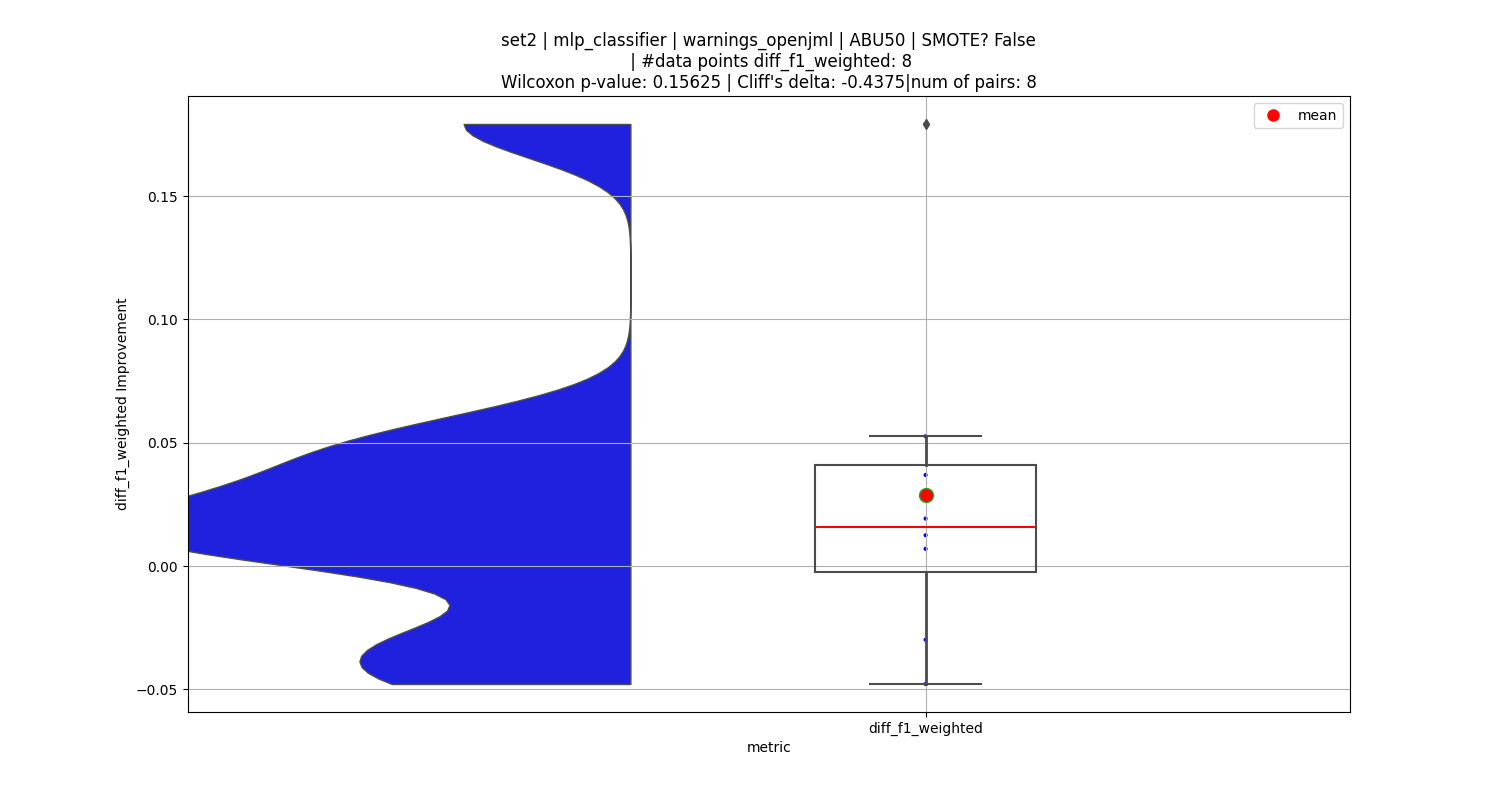 set2 | mlp_classifier | warnings_openjml | ABU50 | SMOTE? False
| #data points diff_f1_weighted: 8
Wilcoxon p-value: 0.15625 | Cliff's delta: -0.4375|num of pairs: 8
mean
0.15
0.10
0.05
0.00
−0.05
diff_f1_weighted Improvement
diff_f1_weighted
metric